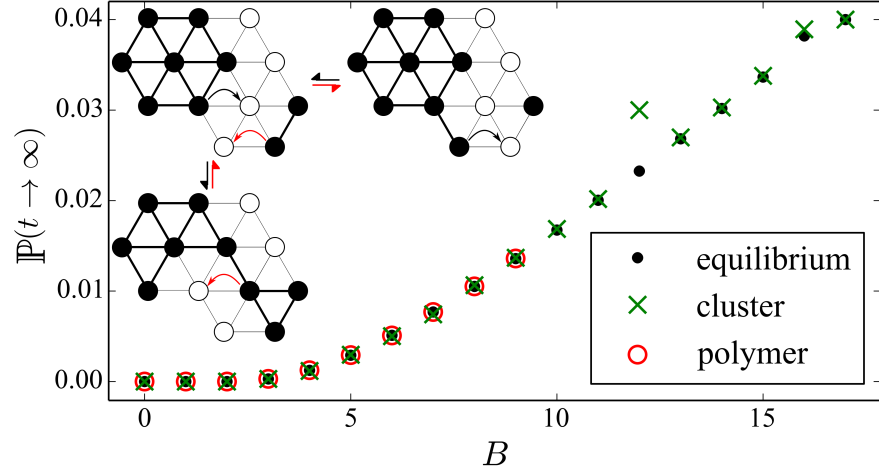 0.04
0.03
0.02
0.01
0.00
ℙ(t → ∞)
equilibrium
cluster
polymer
0
5
10
15
B